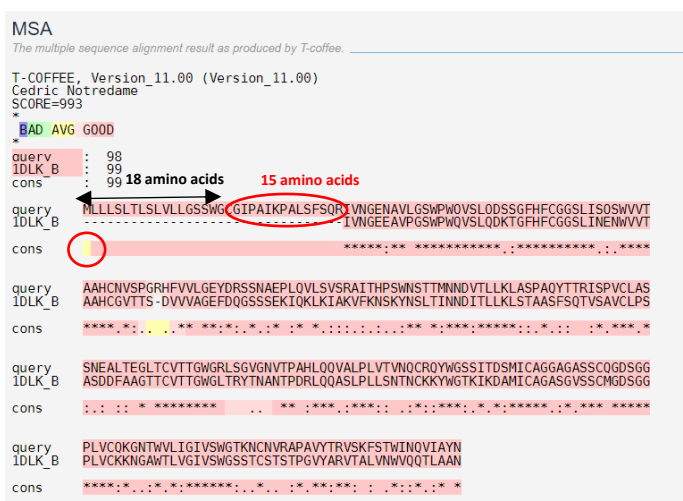 MSA
The multiple sequence alignment result as produced by T-coffee.
T-COFFEE, Version_11.00 (Version_11.00)
Cedric Notredame
SCORE=993
*
BAD AVG GOOD
*
query : 98
1DLK_B : 99
cons : 99
18 amino acids 15 amino acids
query MLLLSLTLSLVLLGSSWGCGIPAIKPALSFSQRIVNGENAVLGSWPWQVSLQDSSGFHFCGGSLISQSWVVT
1DLK_B ---------------------------------IVNGEEAVPGSWPWQVSLQDKTGFHFCGGSLINENWVVT
cons *****:** ***********.:*********.:.****
query AAHCNVSPGRHFVVLGEYDRSSNAEPLQVLSVSRAITHPSWNSTTMNNDVTLLKLASPAQYTTRISPVCLAS
1DLK_B AAHCGVTTS-DVVVAGEFDQGSSSEKIQKLKIAKVFKNSKYNSLTINNDITLLKLSTAASFSQTVSAVCLPS
cons ****.*:.. ..** **:*:.*.:* :* *.:::.:.:..:** *:***:*****::.*.:: :*.***.*
query SNEALTEGLTCVTTGWGRLSGVGNVTPAHLQQVALPLVTVNQCRQYWGSSITDSMICAGGAGASSCQGDSGG
1DLK_B ASDDFAAGTTCVTTGWGLTRYTNANTPDRLQQASLPLLSNTNCKKYWGTKIKDAMICAGASGVSSCMGDSGG
cons :.: :: * ******** .. ** :***.:***:: .:*::***:.*.*:*****.:*.*** *****
query PLVCQKGNTWVLIGIVSWGTKNCNVRAPAVYTRVSKFSTWINQVIAYN
1DLK_B PLVCKKNGAWTLVGIVSWGSSTCSTSTPGVYARVTALVNWVQQTLAAN
cons ****:*..:*.*:******:..*.. :*.**:**: : .*::*.:* *